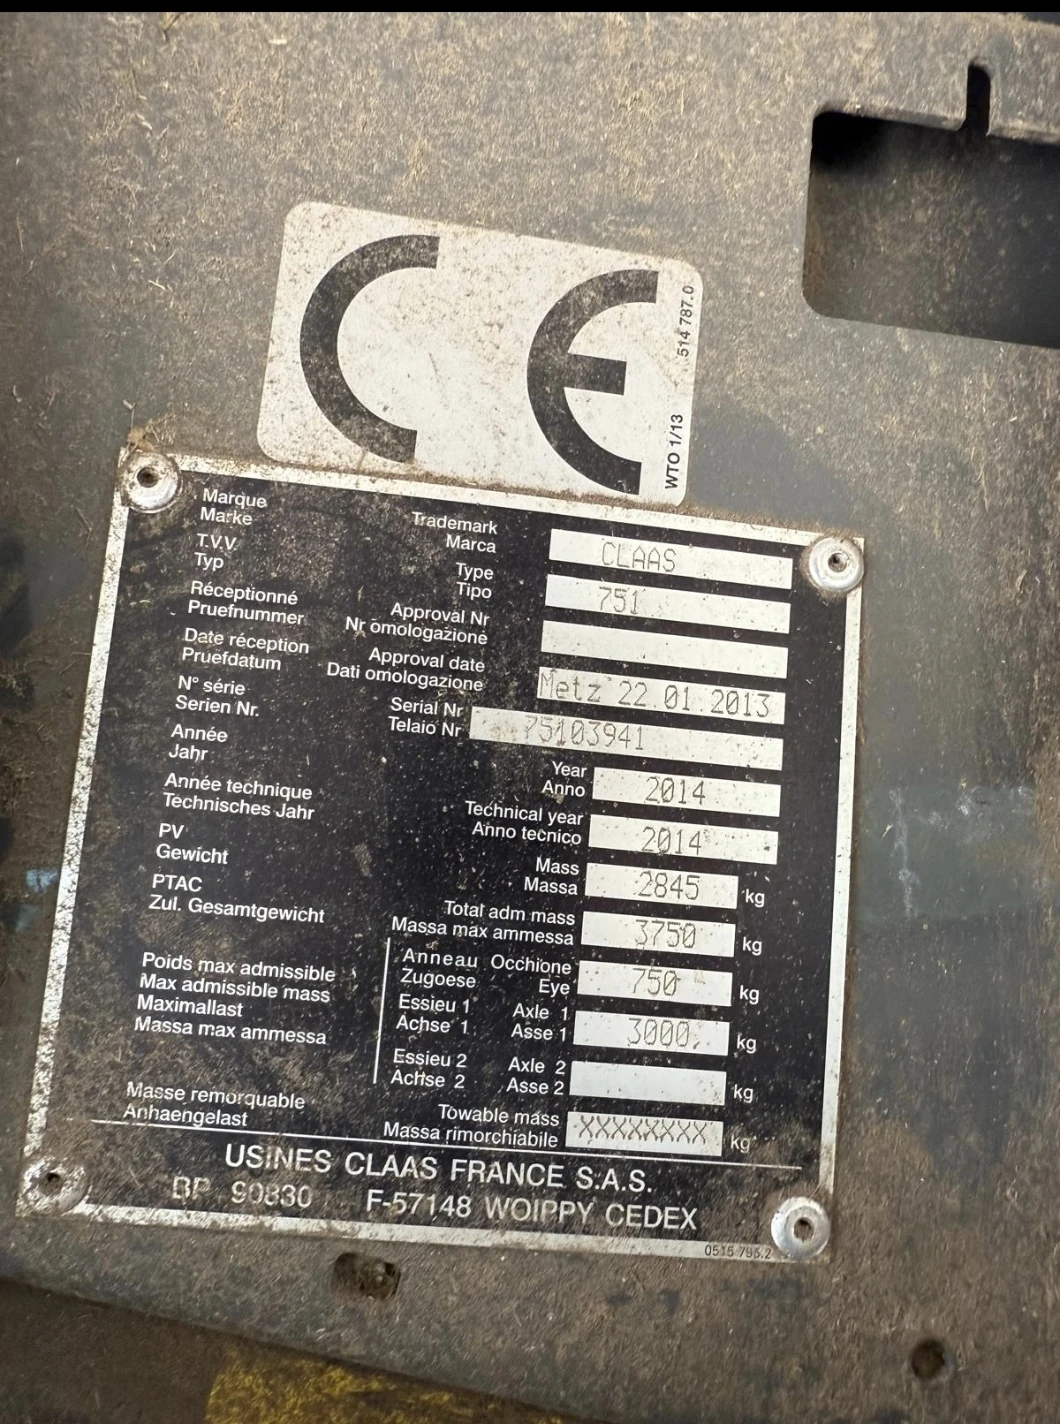 CE
514 787.0
WTO 1/13
Marque Trademark
Marke Marca CLAAS
T.V.V. Type
Typ Tipo 751
Réceptionné Approval Nr
Pruefnummer Nr omologazione
Date réception Approval date
Pruefdatum Dati omologazione Metz 22.01.2013
N° série Serial Nr
Serien Nr. Telaio Nr 75103941
Année Year
Jahr Anno 2014
Année technique Technical year
Technisches Jahr Anno tecnico 2014
PV Mass
Gewicht Massa 2845 kg
PTAC Total adm mass
Zul. Gesamtgewicht Massa max ammessa 3750 kg
Poids max admissible Anneau Occhione
Max admissible mass Zugoese Eye 750 kg
Maximallast Essieu 1 Axle 1
Massa max ammessa Achse 1 Asse 1 3000 kg
Essieu 2 Axle 2
Achse 2 Asse 2 kg
Masse remorquable Towable mass
Anhaengelast Massa rimorchiabile XXXXXXXX kg
USINES CLAAS FRANCE S.A.S.
BP 90830 F-57148 WOIPPY CEDEX